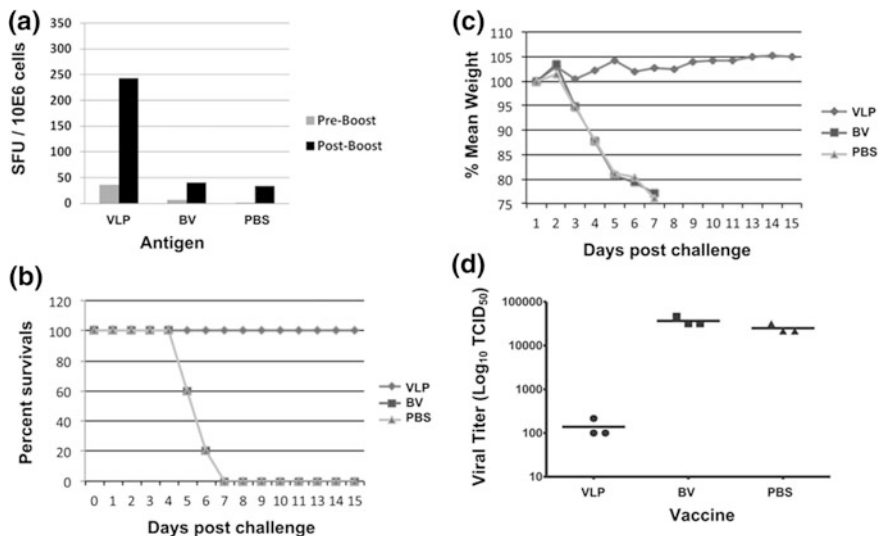 (a)
350
300
250
200
150
100
50
0
SFU / 10E6 cells
Pre-Boost
Post-Boost
VLP BV PBS
Antigen
(b)
120
100
80
60
40
20
0
Percent survivals
VLP
BV
PBS
0 1 2 3 4 5 6 7 8 9 10 11 12 13 14 15
Days post challenge
(c)
110
105
100
95
90
85
80
75
% Mean Weight
VLP
BV
PBS
1 2 3 4 5 6 7 8 9 10 11 13 14 15
Days post challenge
(d)
100000
10000
1000
100
10
Viral Titer (Log10 TCID50)
VLP BV PBS
Vaccine